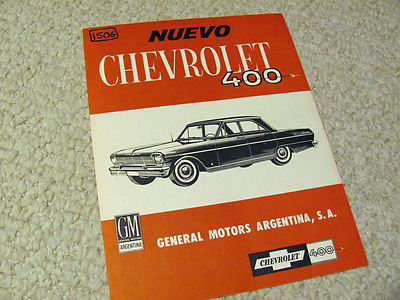 1506
NUEVO
CHEVROLET
400
GM
ARGENTINA
GENERAL MOTORS ARGENTINA, S.A.
CHEVROLET 400